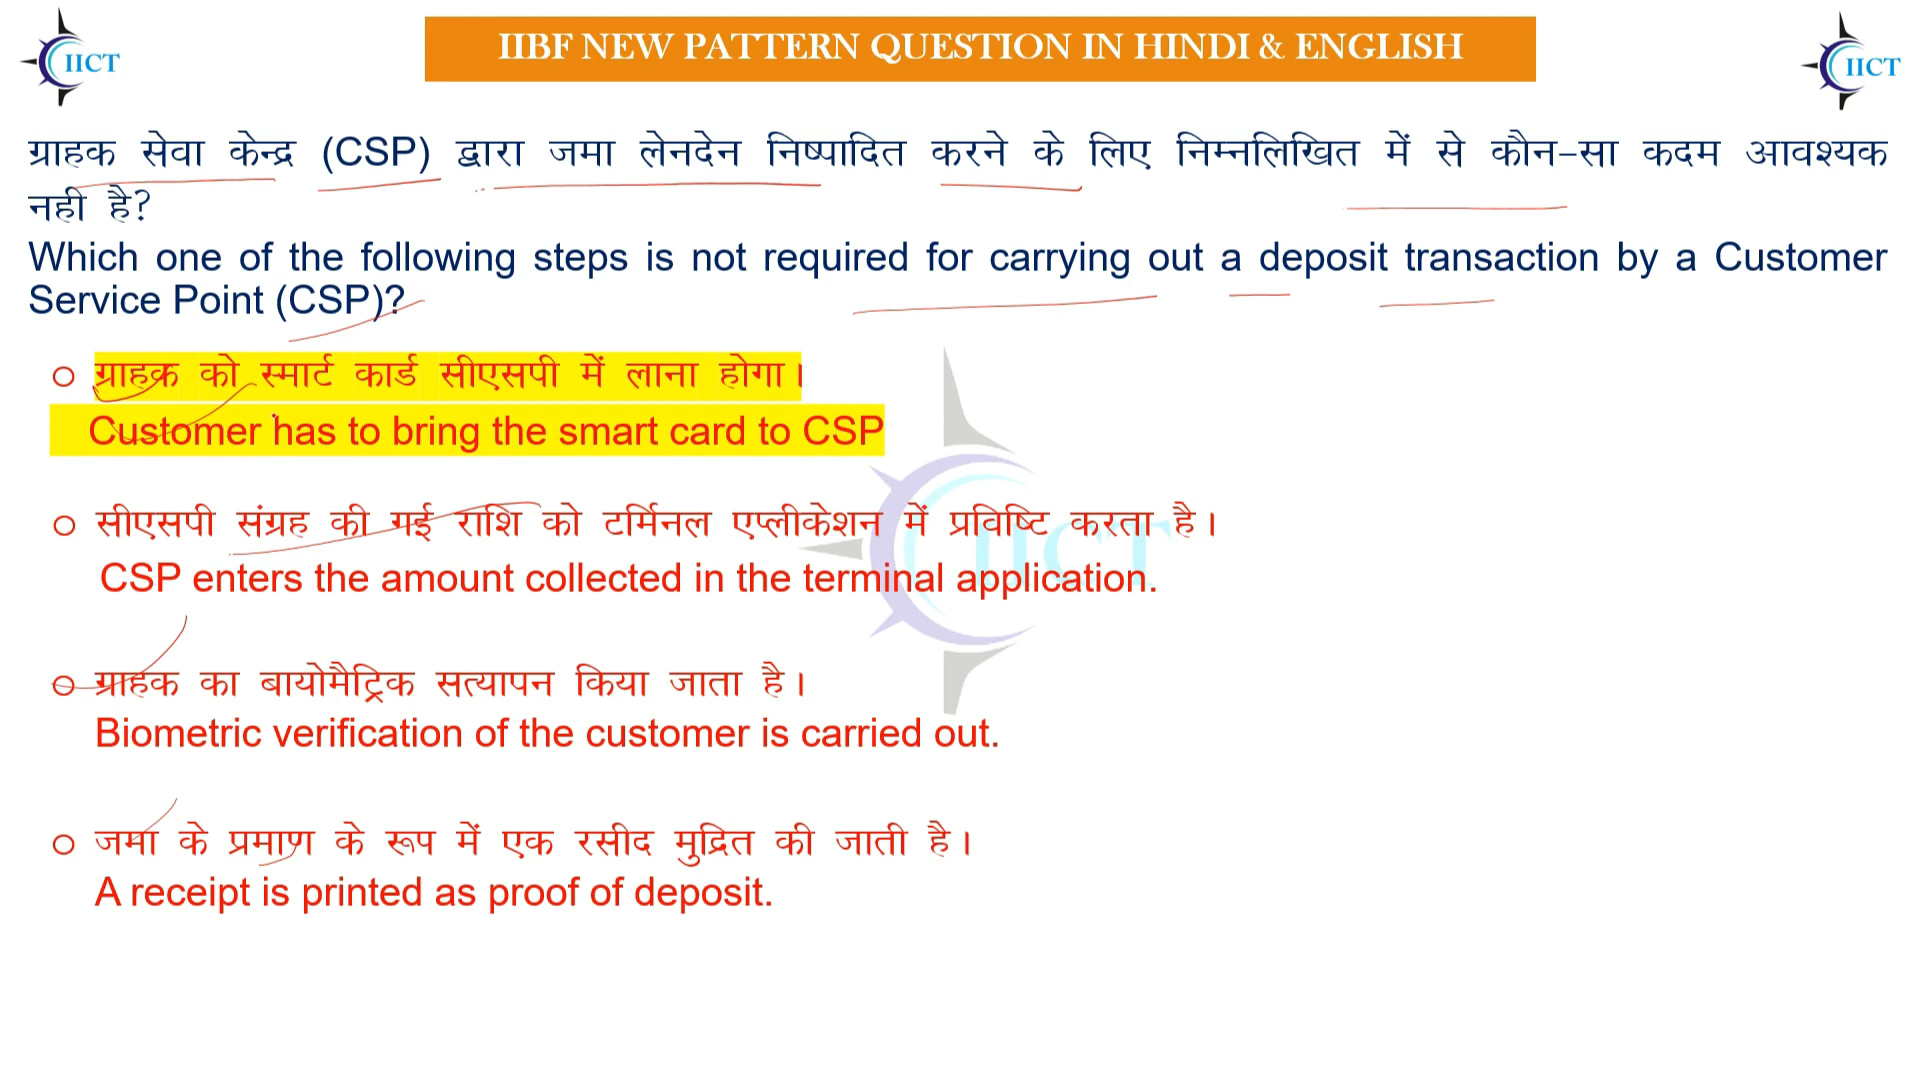 IICT
IIBF NEW PATTERN QUESTION IN HINDI & ENGLISH
IICT
ग्राहक सेवा केन्द्र (CSP) द्वारा जमा लेनदेन निष्पादित करने के लिए निम्नलिखित में से कौन-सा कदम आवश्यक
नही है?
Which one of the following steps is not required for carrying out a deposit transaction by a Customer
Service Point (CSP)?
ग्राहक को स्मार्ट कार्ड सीएसपी में लाना होगा।
Customer has to bring the smart card to CSP
सीएसपी संग्रह की गई राशि को टर्मिनल एप्लीकेशन में प्रविष्टि करता है।
CSP enters the amount collected in the terminal application.
IICT
ग्राहक का बायोमैट्रिक सत्यापन किया जाता है।
Biometric verification of the customer is carried out.
जमा के प्रमाण के रूप में एक रसीद मुद्रित की जाती है।
A receipt is printed as proof of deposit.